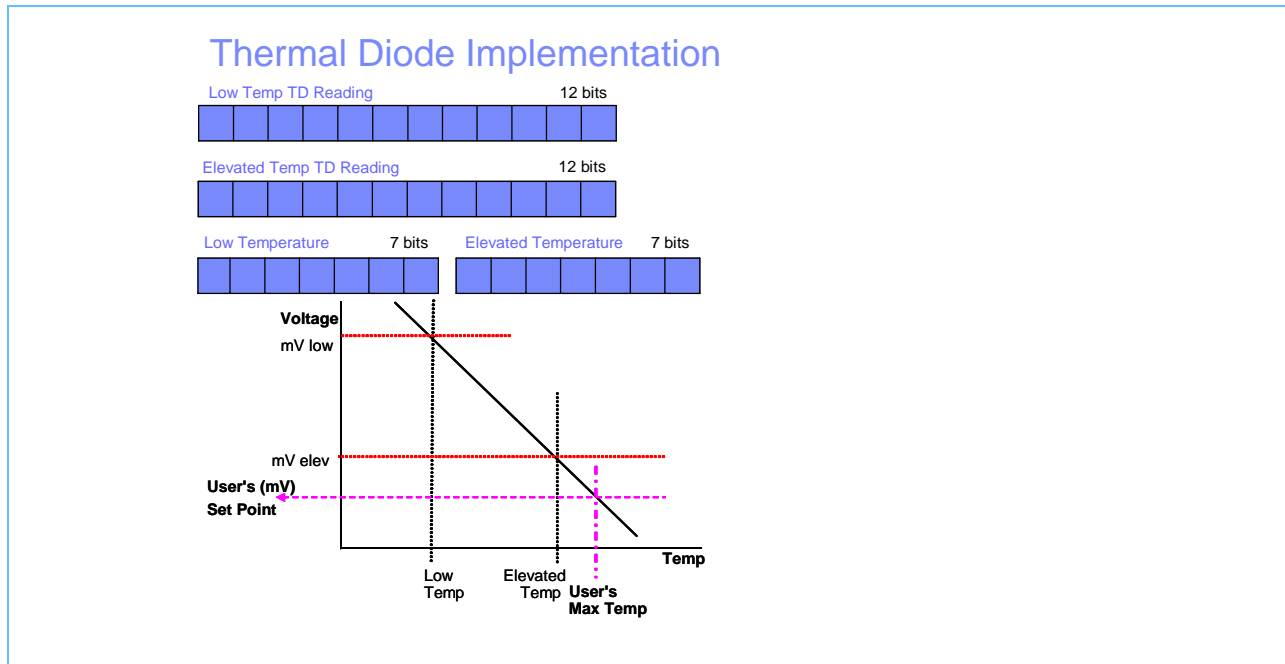 Thermal Diode Implementation
Low Temp TD Reading 12 bits
Elevated Temp TD Reading 12 bits
Low Temperature 7 bits Elevated Temperature 7 bits
Voltage
mV low
mV elev
User's (mV)
Set Point
Temp
Low
Temp
Elevated
Temp
User's
Max Temp